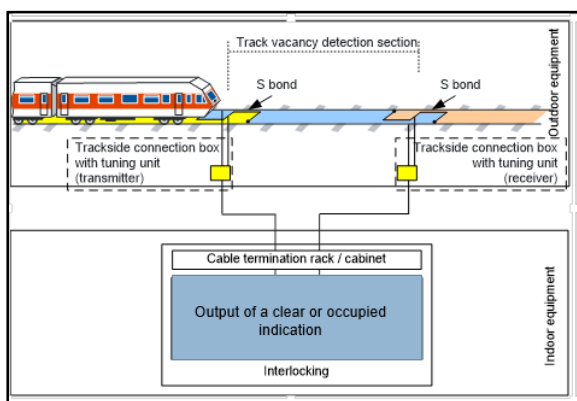 Track vacancy detection section
S bond
S bond
Outdoor equipment
Trackside connection box
with tuning unit
(transmitter)
Trackside connection box
with tuning unit
(receiver)
Cable termination rack / cabinet
Output of a clear or occupied
indication
Interlocking
Indoor equipment